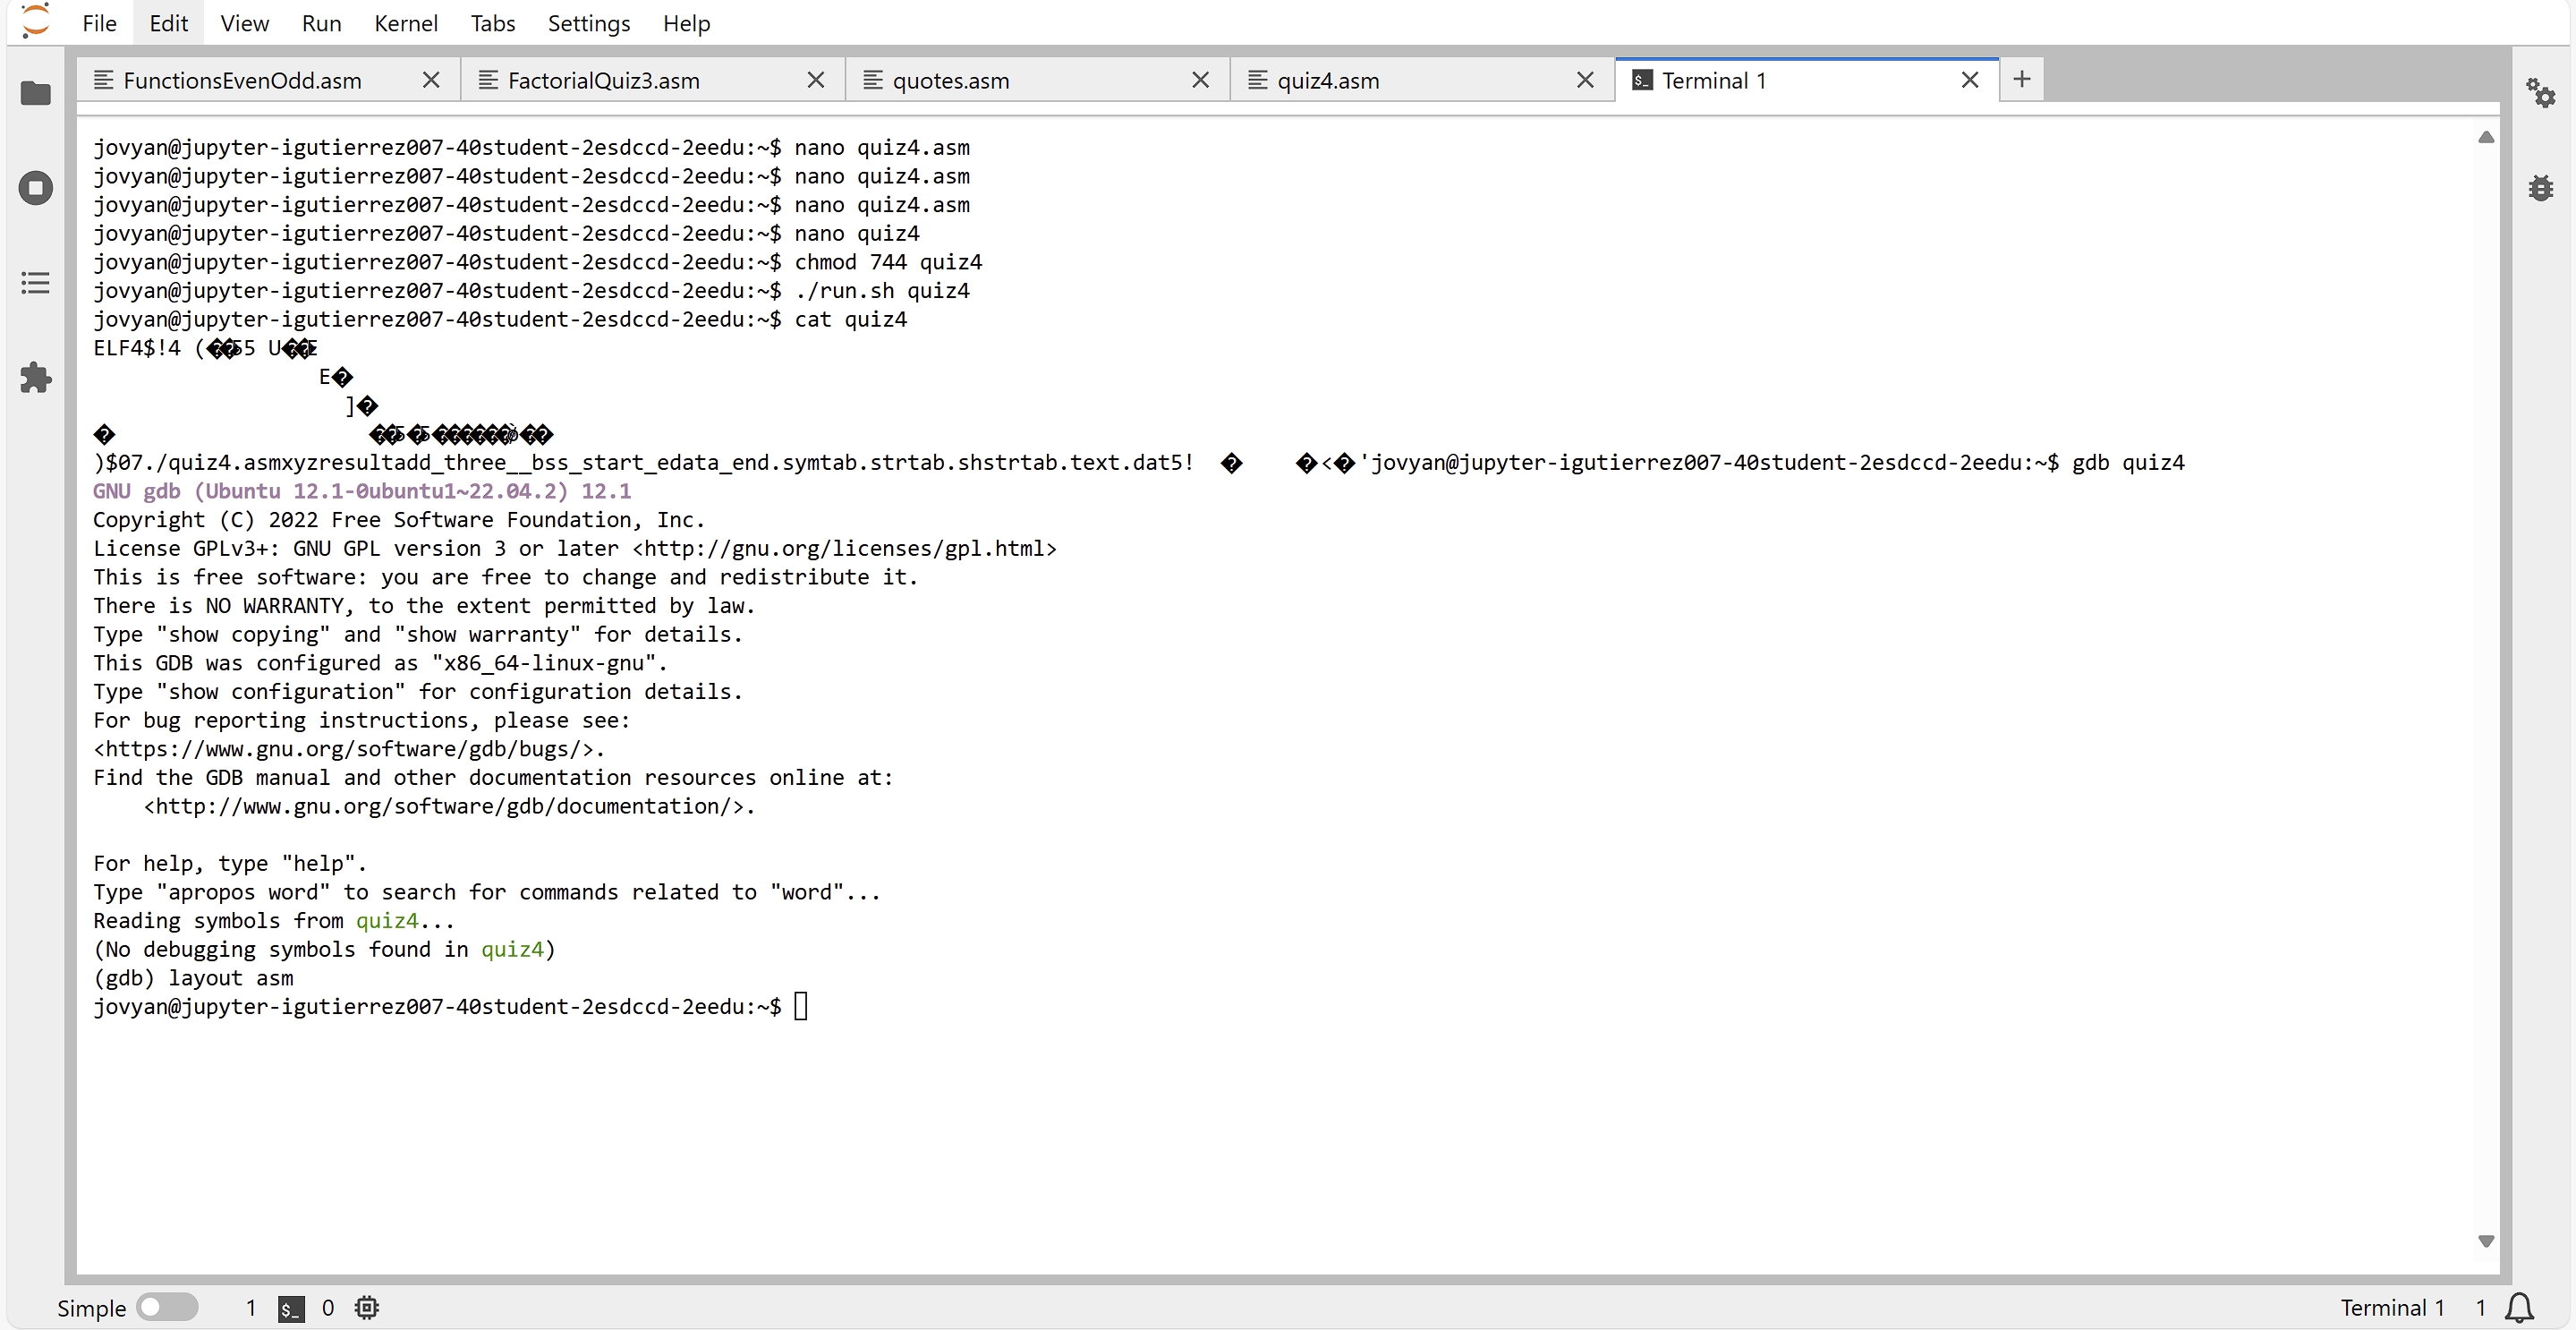 File Edit View Run Kernel Tabs Settings Help
FunctionsEvenOdd.asm FactorialQuiz3.asm quotes.asm quiz4.asm Terminal 1
jovyan@jupyter-igutierrez007-40student-2esdccd-2eedu:~$ nano quiz4.asm
jovyan@jupyter-igutierrez007-40student-2esdccd-2eedu:~$ nano quiz4.asm
jovyan@jupyter-igutierrez007-40student-2esdccd-2eedu:~$ nano quiz4.asm
jovyan@jupyter-igutierrez007-40student-2esdccd-2eedu:~$ nano quiz4
jovyan@jupyter-igutierrez007-40student-2esdccd-2eedu:~$ chmod 744 quiz4
jovyan@jupyter-igutierrez007-40student-2esdccd-2eedu:~$ ./run.sh quiz4
jovyan@jupyter-igutierrez007-40student-2esdccd-2eedu:~$ cat quiz4
ELF4$!4 (��55 U��E
E�
]�
�
)$07./quiz4.asmxyzresultadd_three__bss_start_edata_end.symtab.strtab.shstrtab.text.dat5! � �<�'jovyan@jupyter-igutierrez007-40student-2esdccd-2eedu:~$ gdb quiz4
GNU gdb (Ubuntu 12.1-0ubuntu1~22.04.2) 12.1
Copyright (C) 2022 Free Software Foundation, Inc.
License GPLv3+: GNU GPL version 3 or later <http://gnu.org/licenses/gpl.html>
This is free software: you are free to change and redistribute it.
There is NO WARRANTY, to the extent permitted by law.
Type "show copying" and "show warranty" for details.
This GDB was configured as "x86_64-linux-gnu".
Type "show configuration" for configuration details.
For bug reporting instructions, please see:
<https://www.gnu.org/software/gdb/bugs/>.
Find the GDB manual and other documentation resources online at:
<http://www.gnu.org/software/gdb/documentation/>.
For help, type "help".
Type "apropos word" to search for commands related to "word"...
Reading symbols from quiz4...
(No debugging symbols found in quiz4)
(gdb) layout asm
jovyan@jupyter-igutierrez007-40student-2esdccd-2eedu:~$
Simple 1 $_ 0 Terminal 1 1